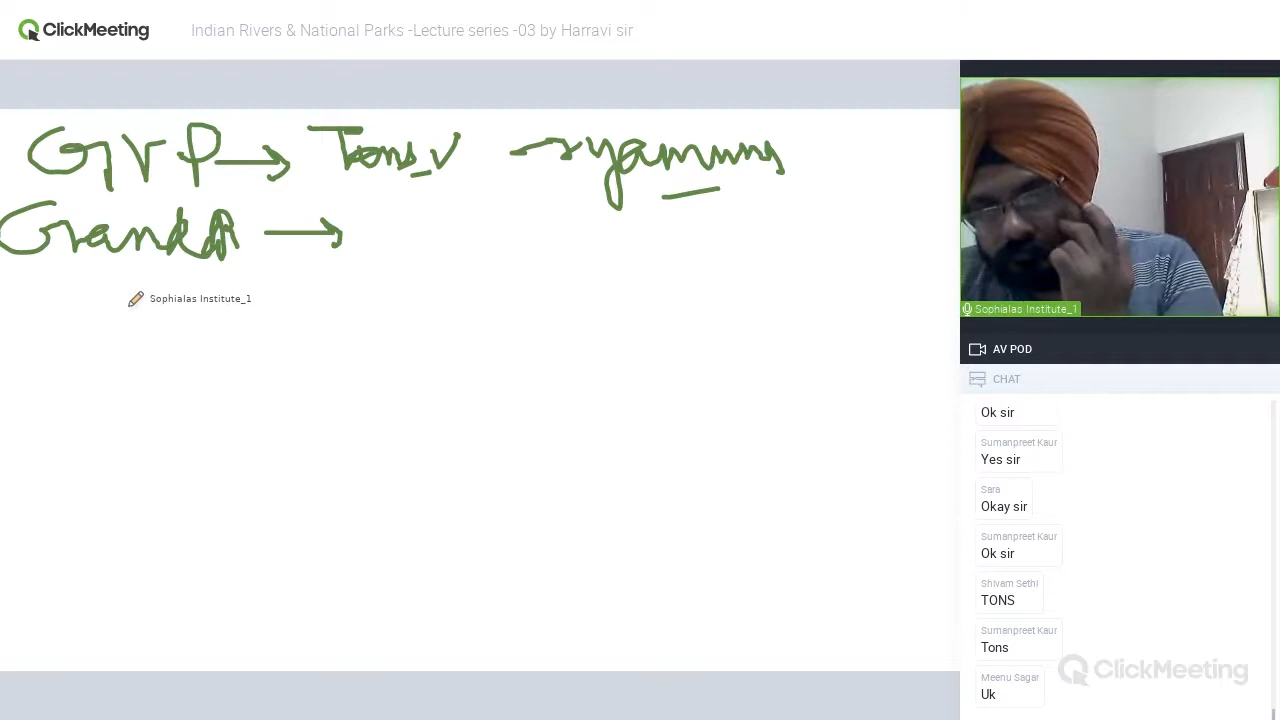 ClickMeeting Indian Rivers & National Parks -Lecture series -03 by Harravi sir
GVP → Tons → yamuna
→
Sophialas Institute_1
Sophialas Institute_1
AV POD
CHAT
Ok sir
Sumanpreet Kaur
Yes sir
Sara
Okay sir
Sumanpreet Kaur
Ok sir
Shivam Sethi
TONS
Sumanpreet Kaur
Tons
Meenu Sagar
Uk
ClickMeeting